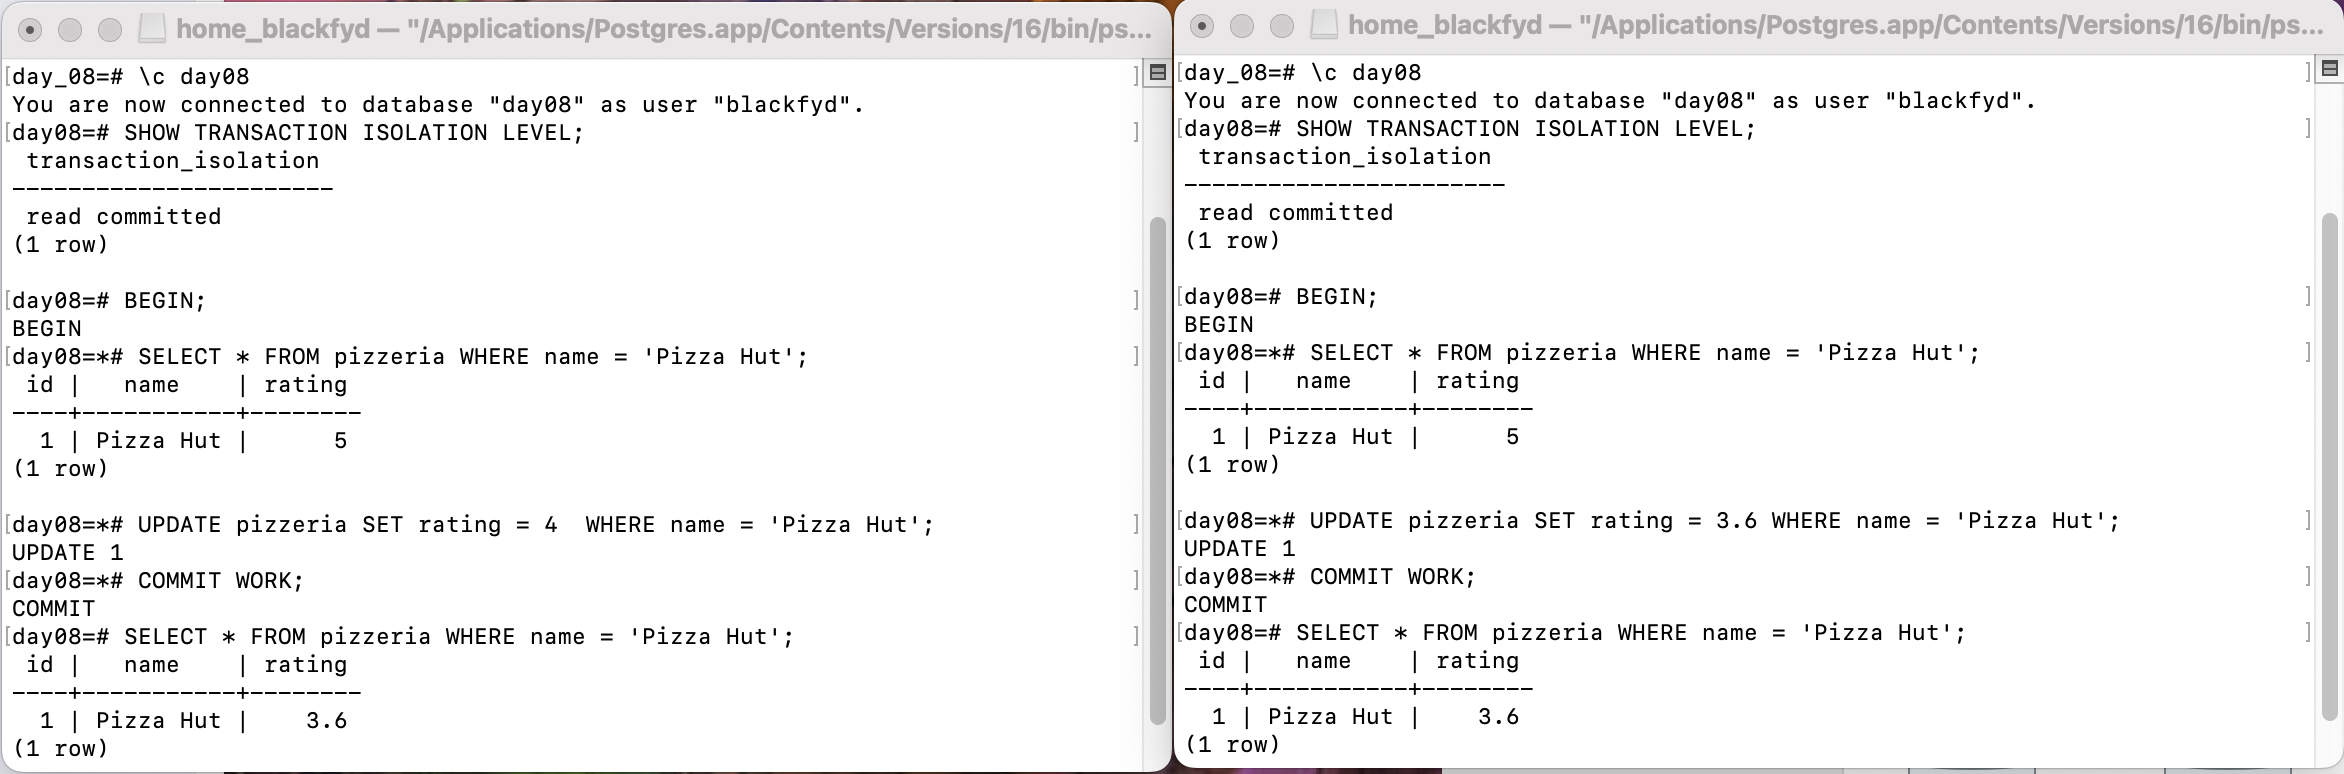 home_blackfyd — "/Applications/Postgres.app/Contents/Versions/16/bin/ps...
[day_08=# \c day08 ]
You are now connected to database "day08" as user "blackfyd".
[day08=# SHOW TRANSACTION ISOLATION LEVEL; ]
 transaction_isolation
-----------------------
 read committed
(1 row)
[day08=# BEGIN; ]
BEGIN
[day08=*# SELECT * FROM pizzeria WHERE name = 'Pizza Hut'; ]
 id |   name    | rating
----+-----------+--------
  1 | Pizza Hut |      5
(1 row)
[day08=*# UPDATE pizzeria SET rating = 4  WHERE name = 'Pizza Hut'; ]
UPDATE 1
[day08=*# COMMIT WORK; ]
COMMIT
[day08=# SELECT * FROM pizzeria WHERE name = 'Pizza Hut'; ]
 id |   name    | rating
----+-----------+--------
  1 | Pizza Hut |    3.6
(1 row)
home_blackfyd — "/Applications/Postgres.app/Contents/Versions/16/bin/ps...
[day_08=# \c day08 ]
You are now connected to database "day08" as user "blackfyd".
[day08=# SHOW TRANSACTION ISOLATION LEVEL; ]
 transaction_isolation
-----------------------
 read committed
(1 row)
[day08=# BEGIN; ]
BEGIN
[day08=*# SELECT * FROM pizzeria WHERE name = 'Pizza Hut'; ]
 id |   name    | rating
----+-----------+--------
  1 | Pizza Hut |      5
(1 row)
[day08=*# UPDATE pizzeria SET rating = 3.6 WHERE name = 'Pizza Hut'; ]
UPDATE 1
[day08=*# COMMIT WORK; ]
COMMIT
[day08=# SELECT * FROM pizzeria WHERE name = 'Pizza Hut'; ]
 id |   name    | rating
----+-----------+--------
  1 | Pizza Hut |    3.6
(1 row)